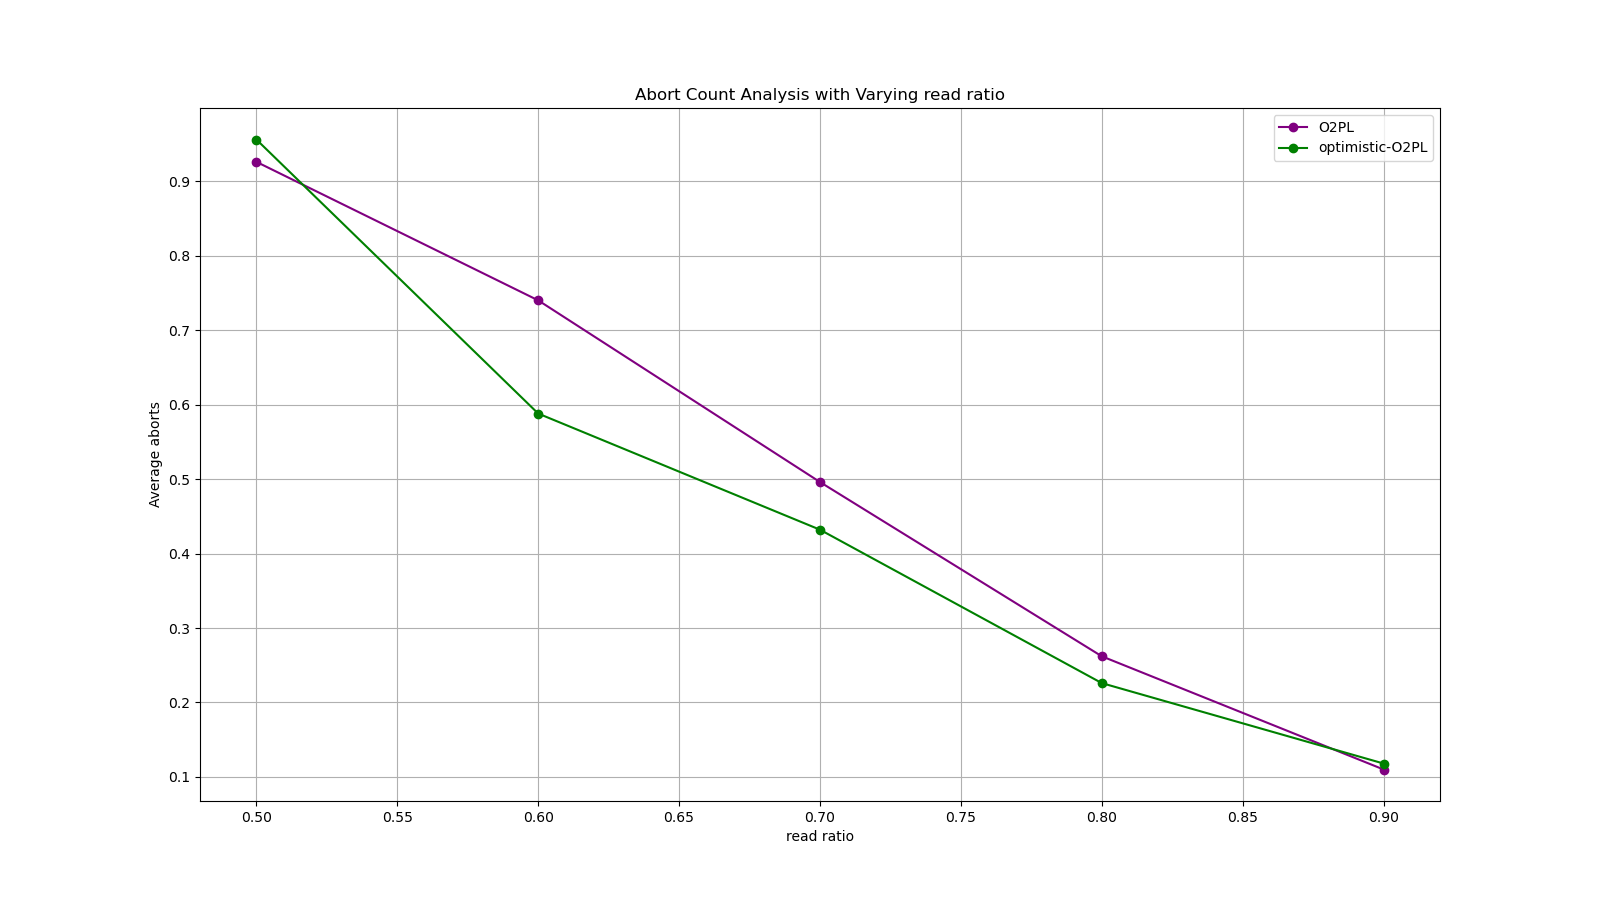 Abort Count Analysis with Varying read ratio
O2PL
optimistic-O2PL
Average aborts
0.9
0.8
0.7
0.6
0.5
0.4
0.3
0.2
0.1
0.50 0.55 0.60 0.65 0.70 0.75 0.80 0.85 0.90
read ratio